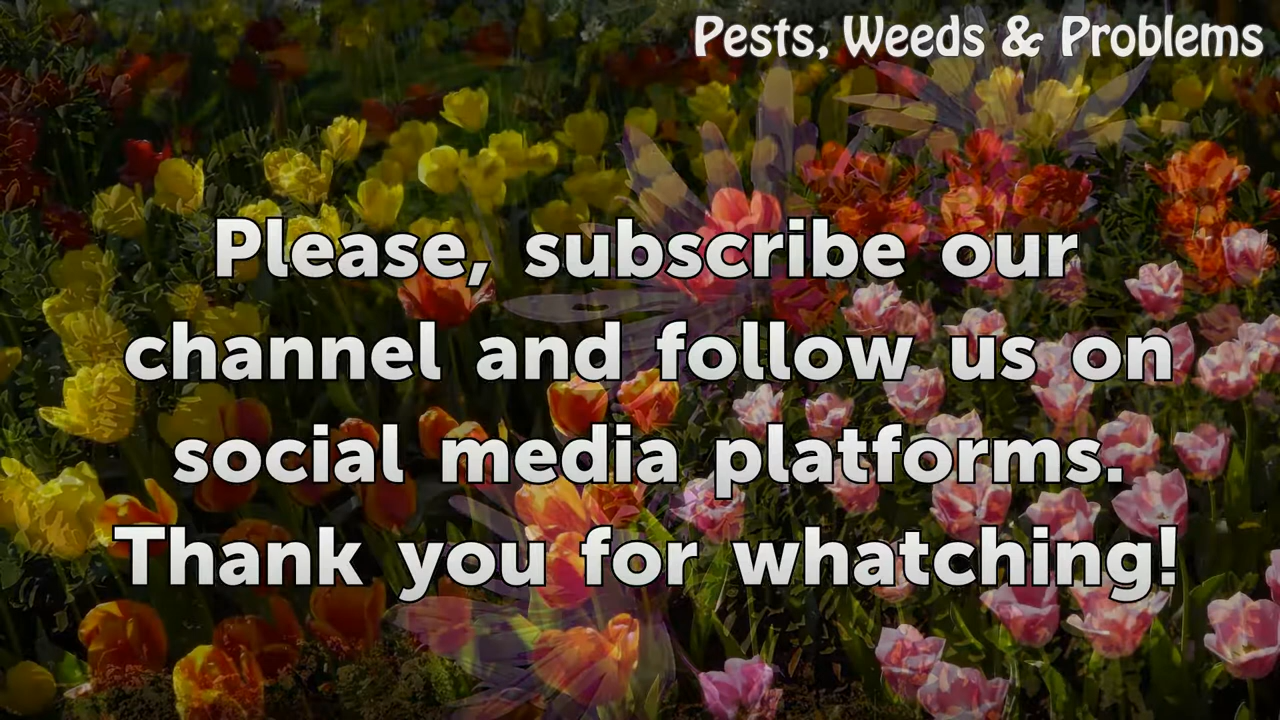 Pests, Weeds & Problems
Please, subscribe our
channel and follow us on
social media platforms.
Thank you for whatching!